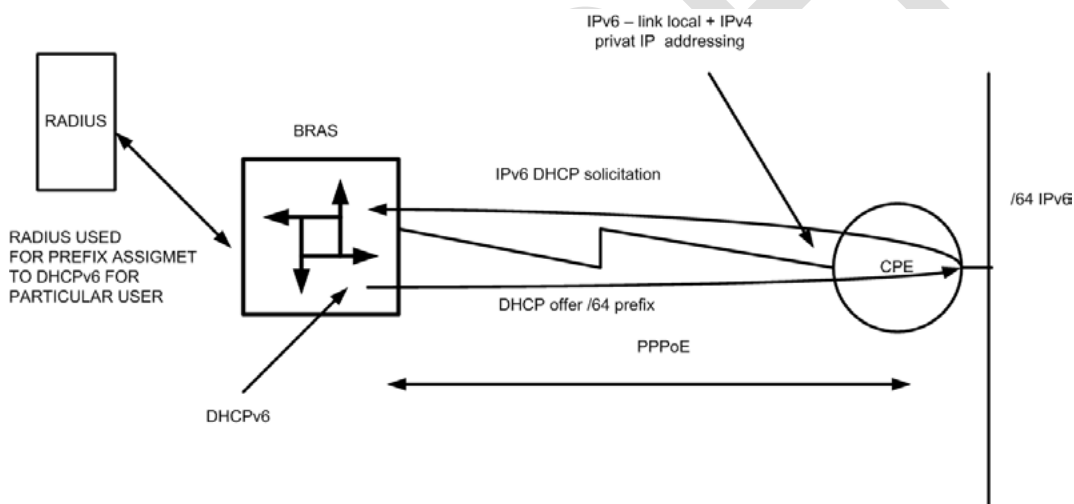 IPv6 – link local + IPv4
privat IP addressing
RADIUS
BRAS
IPv6 DHCP solicitation
/64 IPv6
RADIUS USED
FOR PREFIX ASSIGMET
TO DHCPv6 FOR
PARTICULAR USER
CPE
DHCP offer /64 prefix
PPPoE
DHCPv6